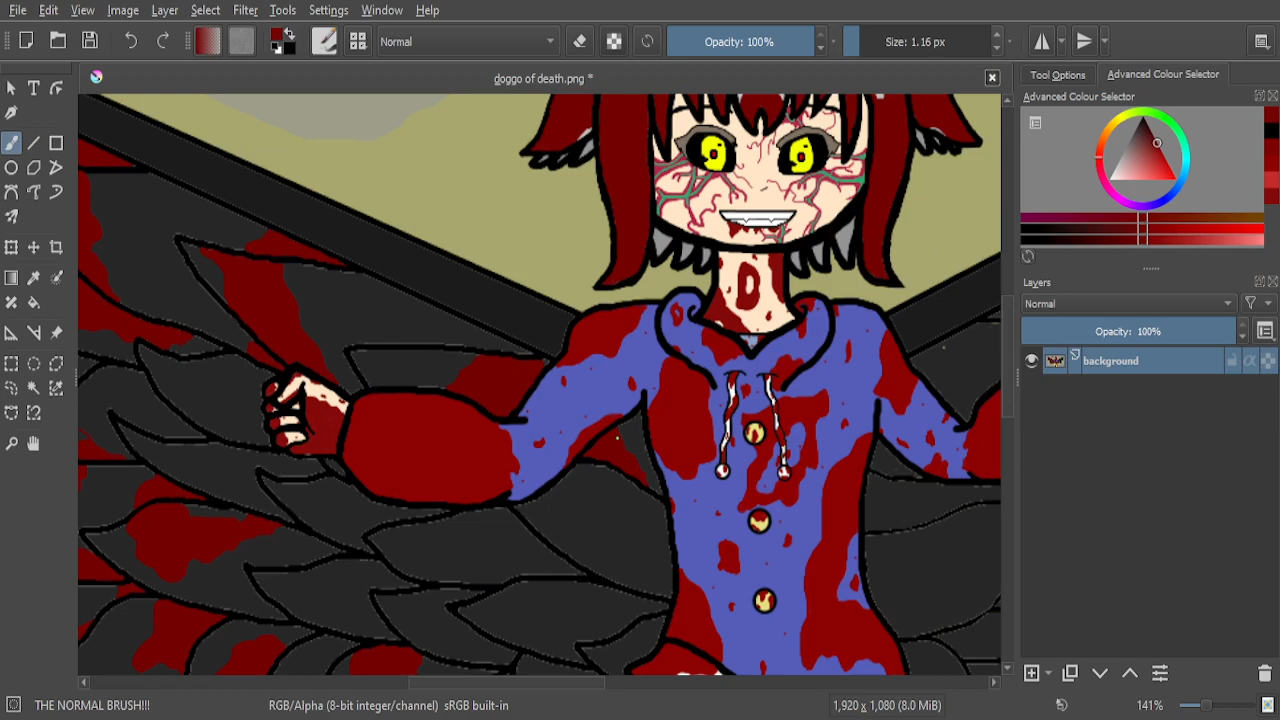 File Edit View Image Layer Select Filter Tools Settings Window Help
Normal Opacity: 100% Size: 1.16 px
doggo of death.png *
Tool Options Advanced Colour Selector
Advanced Colour Selector
D
Layers
Normal
Opacity: 100%
background
THE NORMAL BRUSH!!! RGB/Alpha (8-bit integer/channel) sRGB built-in 1,920 x 1,080 (8.0 MiB) 141%